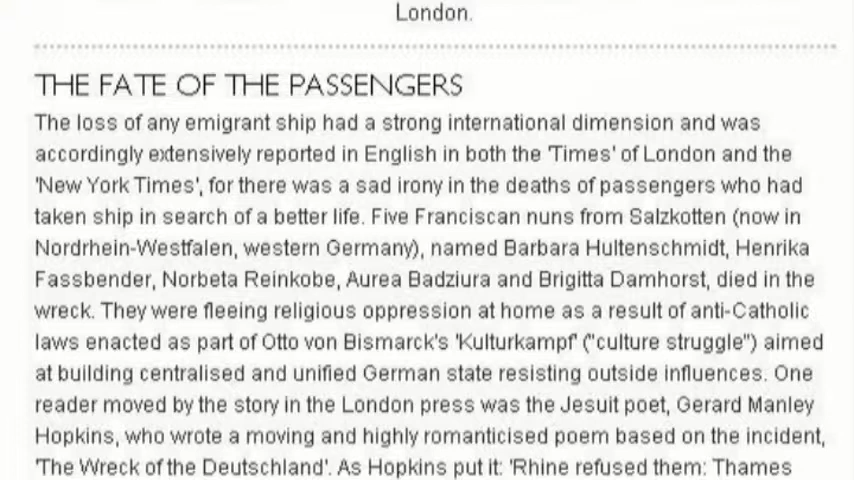 London.
THE FATE OF THE PASSENGERS
The loss of any emigrant ship had a strong international dimension and was
accordingly extensively reported in English in both the 'Times' of London and the
'New York Times', for there was a sad irony in the deaths of passengers who had
taken ship in search of a better life. Five Franciscan nuns from Salzkotten (now in
Nordrhein-Westfalen, western Germany), named Barbara Hultenschmidt, Henrika
Fassbender, Norbeta Reinkobe, Aurea Badziura and Brigitta Damhorst, died in the
wreck. They were fleeing religious oppression at home as a result of anti-Catholic
laws enacted as part of Otto von Bismarck's 'Kulturkampf' ("culture struggle") aimed
at building centralised and unified German state resisting outside influences. One
reader moved by the story in the London press was the Jesuit poet, Gerard Manley
Hopkins, who wrote a moving and highly romanticised poem based on the incident,
'The Wreck of the Deutschland'. As Hopkins put it: 'Rhine refused them: Thames